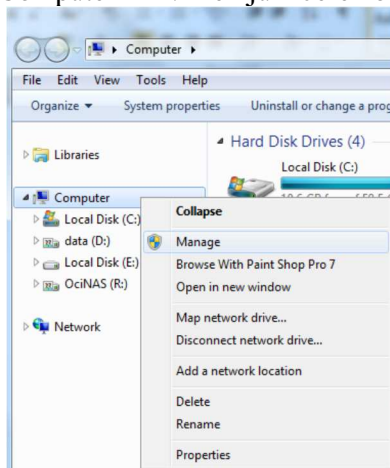 Computer
File Edit View Tools Help
Organize System properties Uninstall or change a prog
Hard Disk Drives (4)
Libraries
Local Disk (C:)
Computer
Local Disk (C:)
data (D:)
Local Disk (E:)
OciNAS (R:)
Network
Collapse
Manage
Browse With Paint Shop Pro 7
Open in new window
Map network drive...
Disconnect network drive...
Add a network location
Delete
Rename
Properties